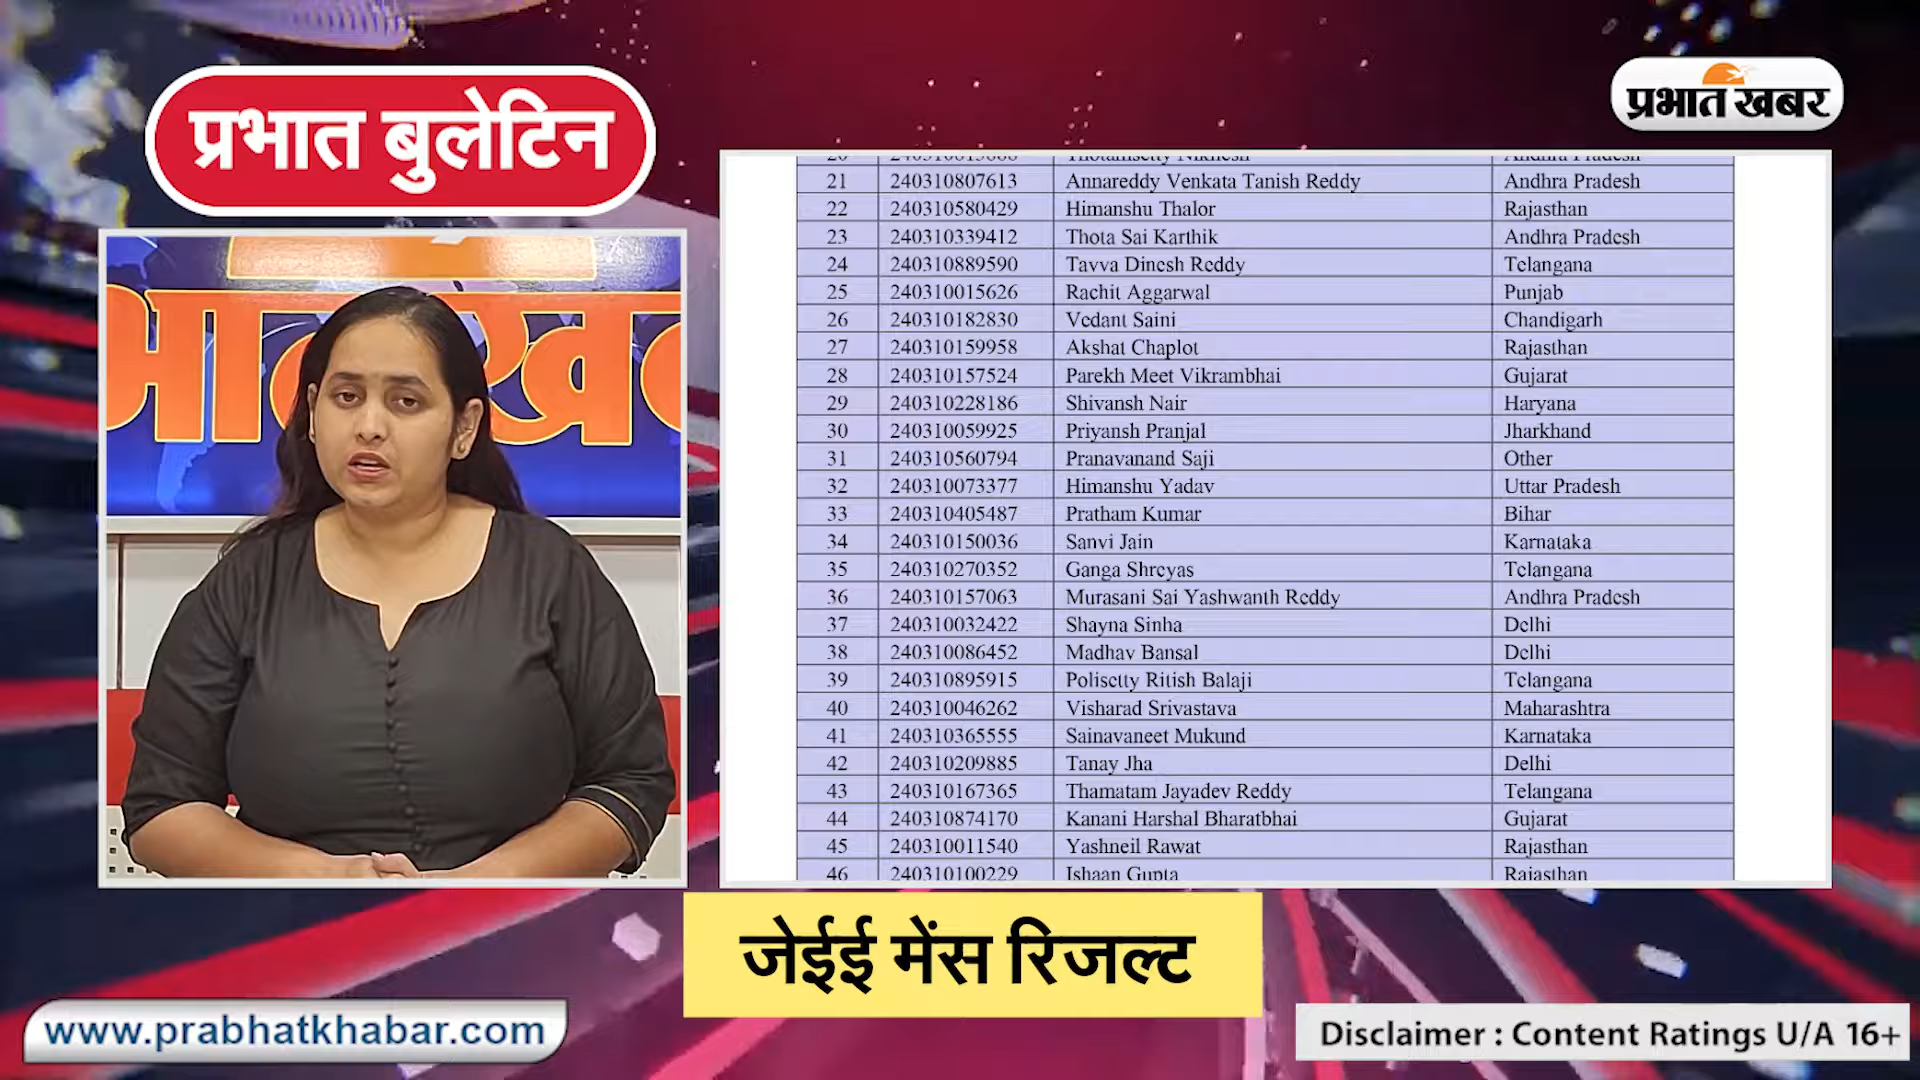 प्रभात बुलेटिन
प्रभात खबर
21 240310807613 Annareddy Venkata Tanish Reddy Andhra Pradesh
22 240310580429 Himanshu Thalor Rajasthan
23 240310339412 Thota Sai Karthik Andhra Pradesh
24 240310889590 Tavva Dinesh Reddy Telangana
25 240310015626 Rachit Aggarwal Punjab
26 240310182830 Vedant Saini Chandigarh
27 240310159958 Akshat Chaplot Rajasthan
28 240310157524 Parekh Meet Vikrambhai Gujarat
29 240310228186 Shivansh Nair Haryana
30 240310059925 Priyansh Pranjal Jharkhand
31 240310560794 Pranavanand Saji Other
32 240310073377 Himanshu Yadav Uttar Pradesh
33 240310405487 Pratham Kumar Bihar
34 240310150036 Sanvi Jain Karnataka
35 240310270352 Ganga Shreyas Telangana
36 240310157063 Murasani Sai Yashwanth Reddy Andhra Pradesh
37 240310032422 Shayna Sinha Delhi
38 240310086452 Madhav Bansal Delhi
39 240310895915 Polisetty Ritish Balaji Telangana
40 240310046262 Visharad Srivastava Maharashtra
41 240310365555 Sainavaneet Mukund Karnataka
42 240310209885 Tanay Jha Delhi
43 240310167365 Thamatam Jayadev Reddy Telangana
44 240310874170 Kanani Harshal Bharatbhai Gujarat
45 240310011540 Yashneil Rawat Rajasthan
46 240310100229 Ishaan Gupta Rajasthan
जेईई मेंस रिजल्ट
www.prabhatkhabar.com
Disclaimer : Content Ratings U/A 16+